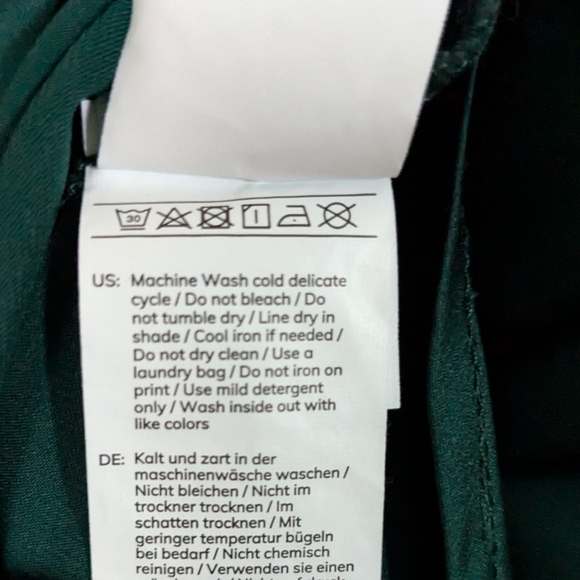 30
US: Machine Wash cold delicate
cycle / Do not bleach / Do
not tumble dry / Line dry in
shade / Cool iron if needed /
Do not dry clean / Use a
laundry bag / Do not iron on
print / Use mild detergent
only / Wash inside out with
like colors
DE: Kalt und zart in der
maschinenwäsche waschen /
Nicht bleichen / Nicht im
trockner trocknen / Im
schatten trocknen / Mit
geringer temperatur bügeln
bei bedarf / Nicht chemisch
reinigen / Verwenden sie einen